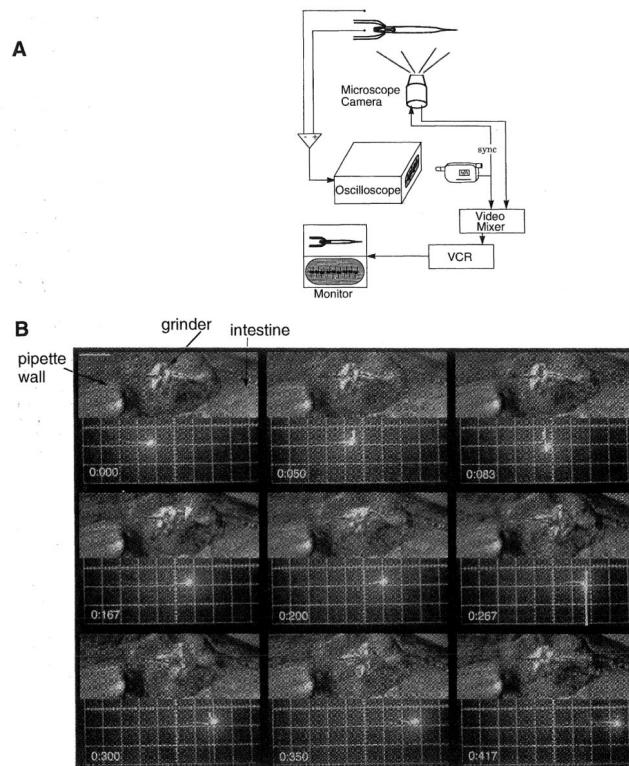 A
Microscope
Camera
- +
sync
Oscilloscope
Video
Mixer
VCR
Monitor
B
grinder
intestine
pipette
wall
0:000
0:050
0:083
0:167
0:200
0:267
0:300
0:350
0:417